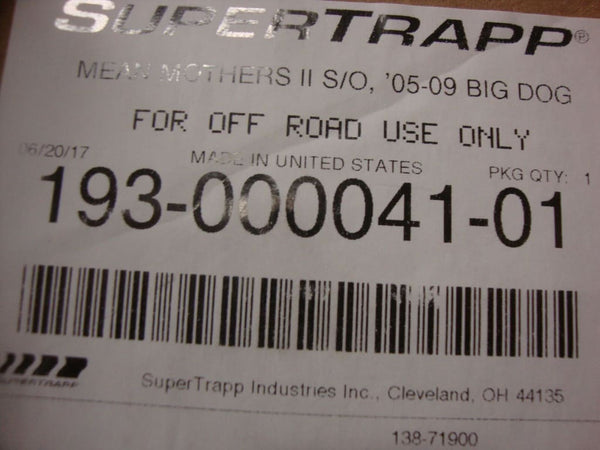 SUPERTRAPP®
MEAN MOTHERS II S/O, '05-09 BIG DOG
FOR OFF ROAD USE ONLY
06/20/17 MADE IN UNITED STATES PKG QTY: 1
193-000041-01
SUPERTRAPP SuperTrapp Industries Inc., Cleveland, OH 44135
138-71900